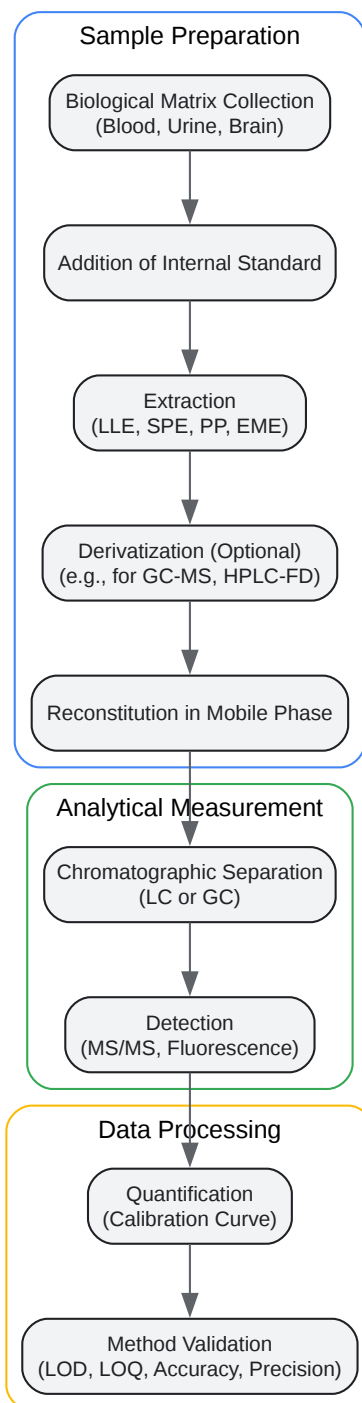 Sample Preparation
Biological Matrix Collection
(Blood, Urine, Brain)
Addition of Internal Standard
Extraction
(LLE, SPE, PP, EME)
Derivatization (Optional)
(e.g., for GC-MS, HPLC-FD)
Reconstitution in Mobile Phase
Analytical Measurement
Chromatographic Separation
(LC or GC)
Detection
(MS/MS, Fluorescence)
Data Processing
Quantification
(Calibration Curve)
Method Validation
(LOD, LOQ, Accuracy, Precision)